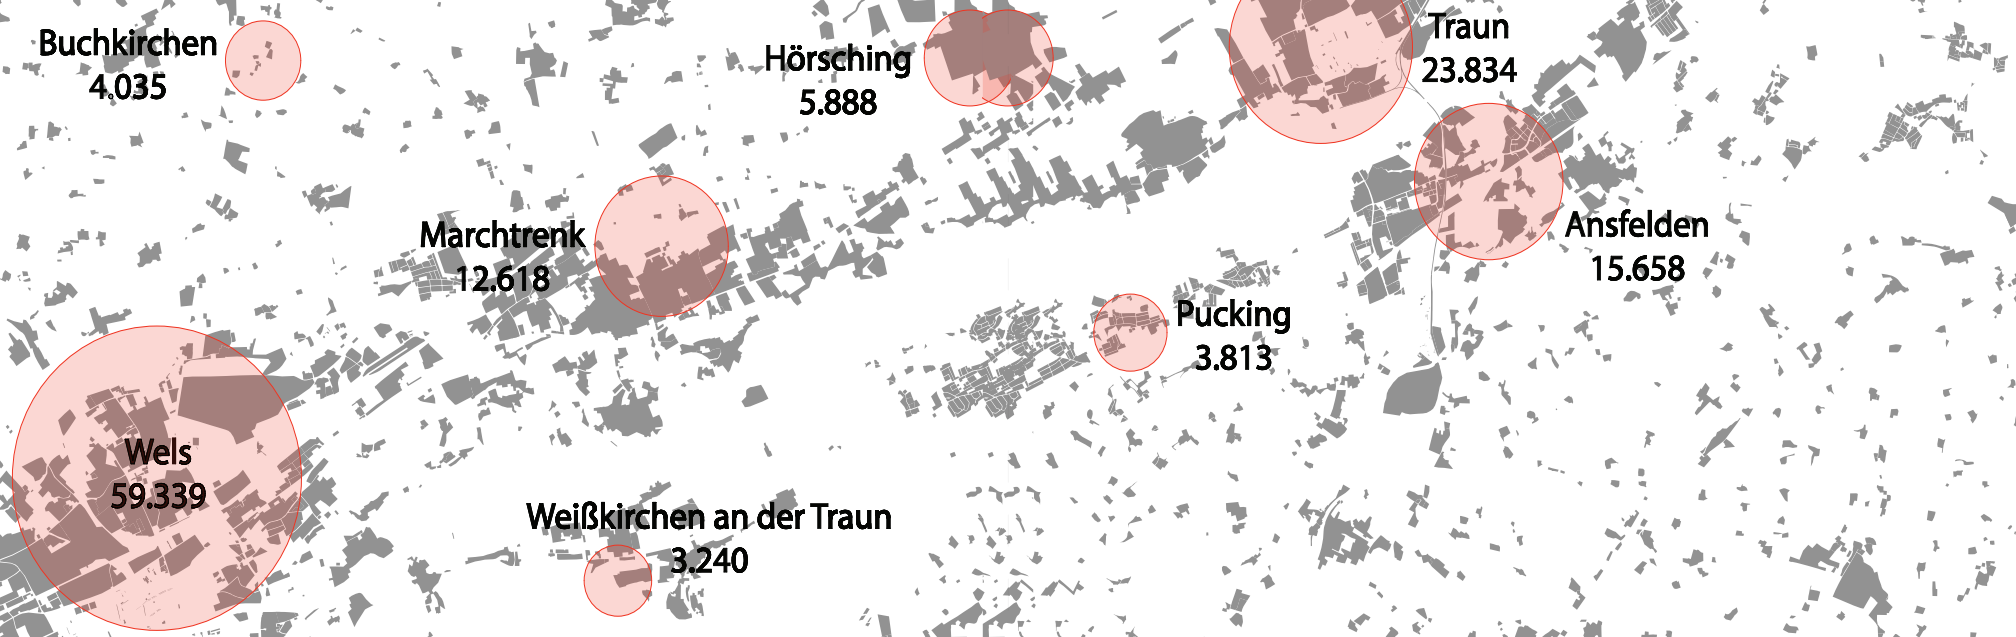 Buchkirchen
4.035
Hörsching
5.888
Traun
23.834
Marchtrenk
12.618
Ansfelden
15.658
Pucking
3.813
Wels
59.339
Weißkirchen an der Traun
3.240